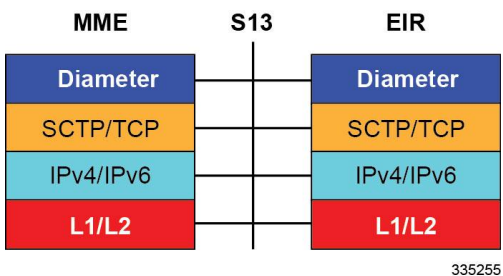 MME S13 EIR
Diameter Diameter
SCTP/TCP SCTP/TCP
IPv4/IPv6 IPv4/IPv6
L1/L2 L1/L2
335255